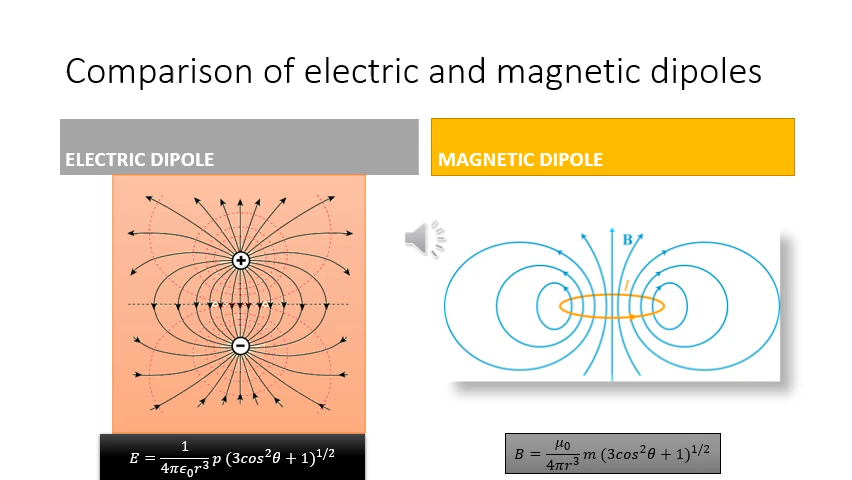 Comparison of electric and magnetic dipoles
ELECTRIC DIPOLE
MAGNETIC DIPOLE
+
−
B
I
E = 1/(4πϵ₀r³) p (3cos²θ + 1)^{1/2}
B = μ₀/(4πr³) m (3cos²θ + 1)^{1/2}